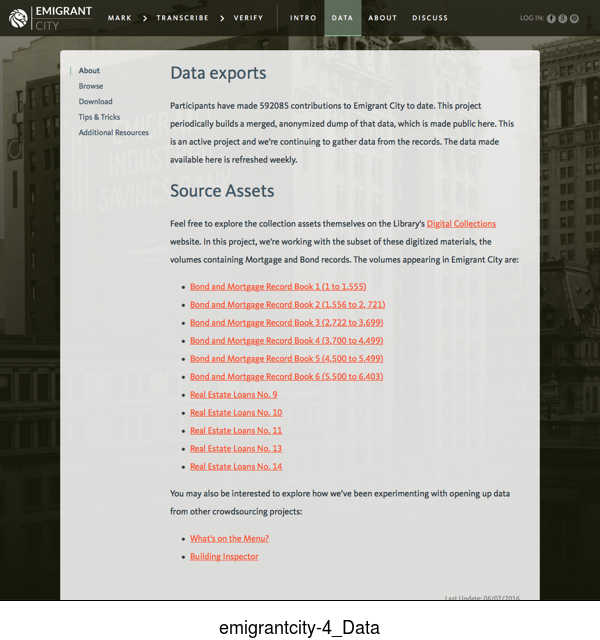 EMIGRANT
CITY
MARK > TRANSCRIBE > VERIFY
INTRO DATA ABOUT DISCUSS
LOG IN:
About
Browse
Download
Tips & Tricks
Additional Resources
Data exports
Participants have made 592085 contributions to Emigrant City to date. This project
periodically builds a merged, anonymized dump of that data, which is made public here. This
is an active project and we're continuing to gather data from the records. The data made
available here is refreshed weekly.
Source Assets
Feel free to explore the collection assets themselves on the Library's Digital Collections
website. In this project, we're working with the subset of these digitized materials, the
volumes containing Mortgage and Bond records. The volumes appearing in Emigrant City are:
• Bond and Mortgage Record Book 1 (1 to 1,555)
• Bond and Mortgage Record Book 2 (1,556 to 2, 721)
• Bond and Mortgage Record Book 3 (2,722 to 3,699)
• Bond and Mortgage Record Book 4 (3,700 to 4,499)
• Bond and Mortgage Record Book 5 (4,500 to 5,499)
• Bond and Mortgage Record Book 6 (5,500 to 6,403)
• Real Estate Loans No. 9
• Real Estate Loans No. 10
• Real Estate Loans No. 11
• Real Estate Loans No. 13
• Real Estate Loans No. 14
You may also be interested to explore how we've been experimenting with opening up data
from other crowdsourcing projects:
• What's on the Menu?
• Building Inspector
Last Update: 06/07/2016
emigrantcity-4_Data